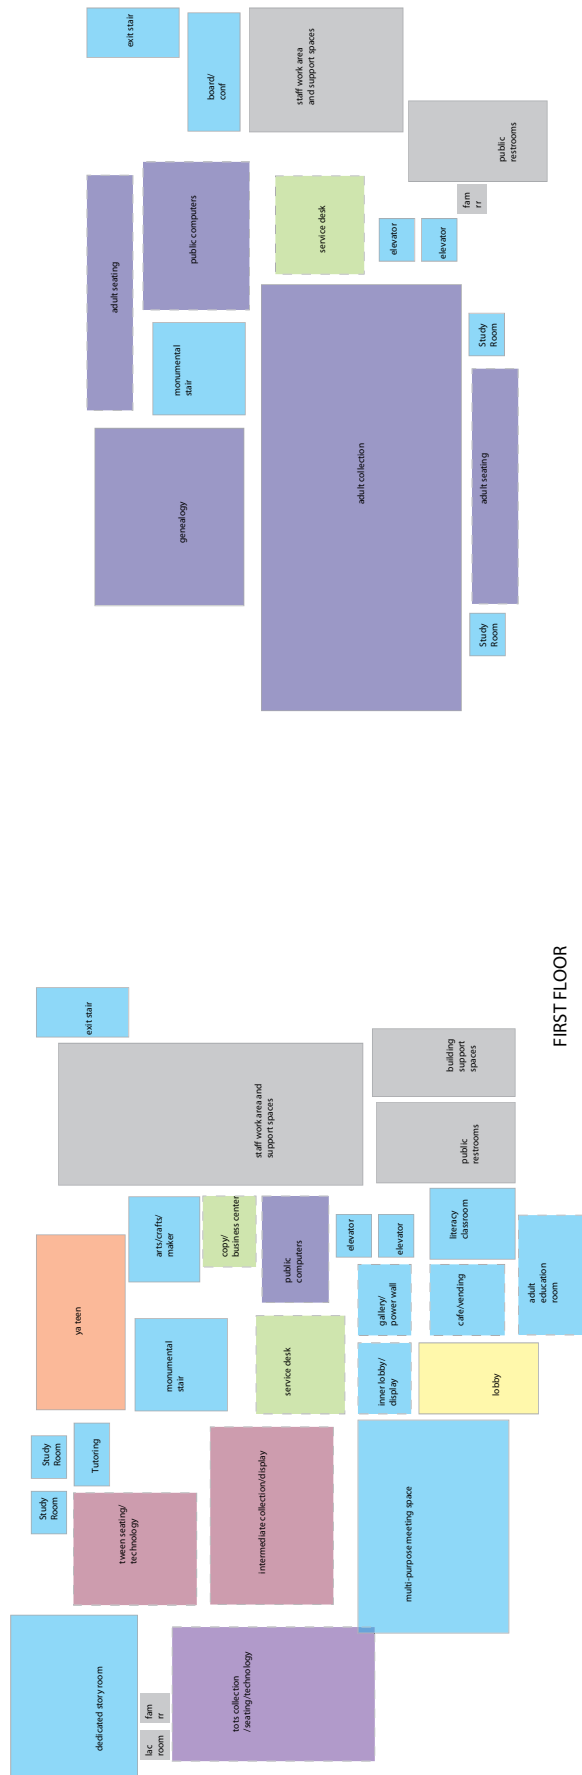 exit stair
board/
conf
staff work area
and support spaces
public
restrooms
fam
rr
adult seating
public computers
service desk
elevator
elevator
monumental
stair
Study
Room
genealogy
adult collection
adult seating
Study
Room
FIRST FLOOR
exit stair
staff work area and
support spaces
building
support
spaces
public
restrooms
ya teen
arts/crafts/
maker
copy/
business center
public
computers
elevator
elevator
literacy
classroom
monumental
stair
service desk
gallery/
power wall
cafe/vending
adult
education
room
inner lobby/
display
lobby
Study
Room
Tutoring
Study
Room
tween seating/
technology
intermediate collection/display
multi-purpose meeting space
dedicated story room
fam
rr
lac
room
tots collection
/seating/technology